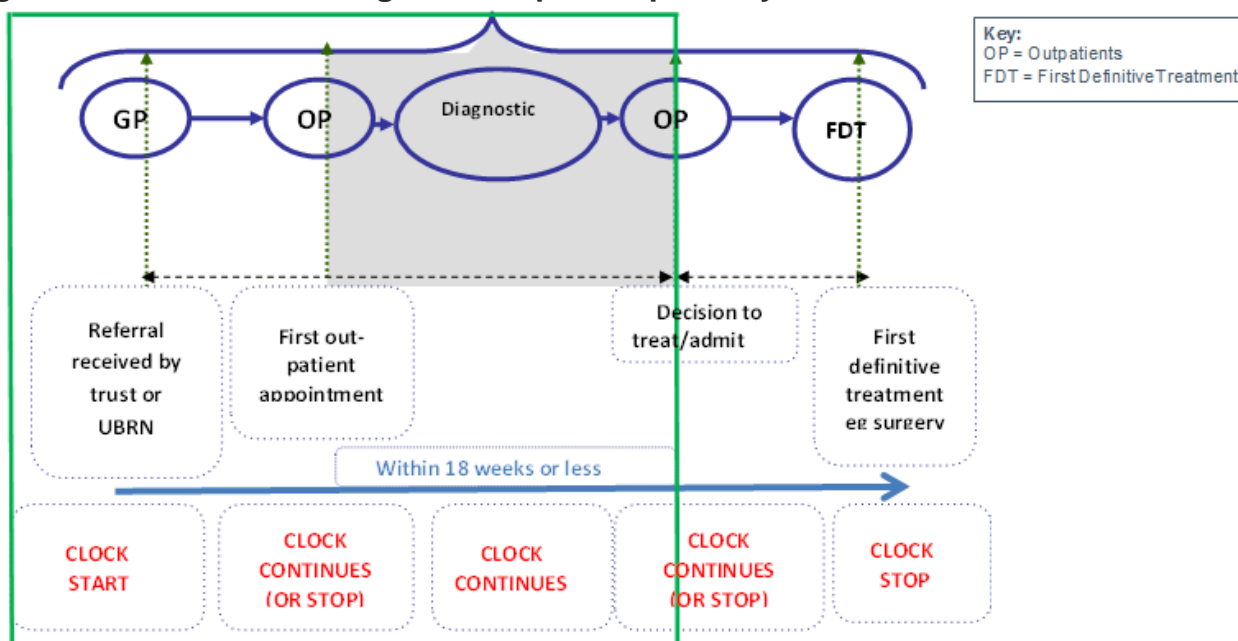 Key:
OP = Outpatients
FDT = First Definitive Treatment
GP
OP
Diagnostic
OP
FDT
Referral
received by
trust or
UBRN
First out-
patient
appointment
Decision to
treat/admit
First
definitive
treatment
eg surgery
Within 18 weeks or less
CLOCK
START
CLOCK
CONTINUES
(OR STOP)
CLOCK
CONTINUES
CLOCK
CONTINUES
(OR STOP)
CLOCK
STOP